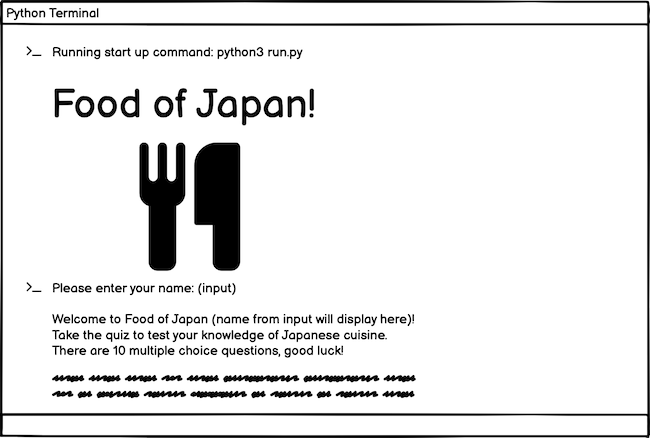 Python Terminal
>_ Running start up command: python3 run.py
Food of Japan!
>_ Please enter your name: (input)
Welcome to Food of Japan (name from input will display here)!
Take the quiz to test your knowledge of Japanese cuisine.
There are 10 multiple choice questions, good luck!